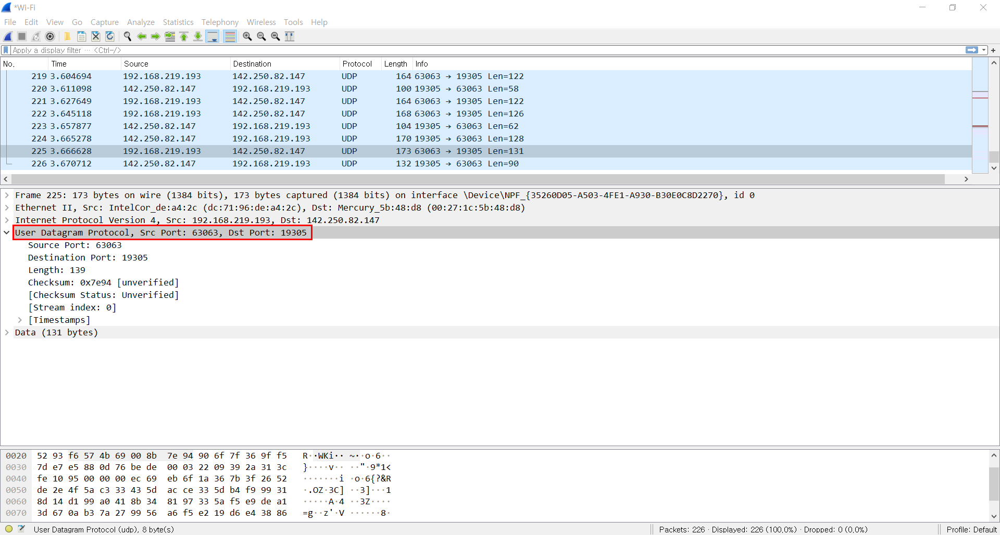 *Wi-Fi
File Edit View Go Capture Analyze Statistics Telephony Wireless Tools Help
Apply a display filter ··· <Ctrl-/>
+
No. Time Source Destination Protocol Length Info
219 3.604694 192.168.219.193 142.250.82.147 UDP 164 63063 → 19305 Len=122
220 3.611098 142.250.82.147 192.168.219.193 UDP 100 19305 → 63063 Len=58
221 3.627649 192.168.219.193 142.250.82.147 UDP 164 63063 → 19305 Len=122
222 3.645118 192.168.219.193 142.250.82.147 UDP 168 63063 → 19305 Len=126
223 3.657877 142.250.82.147 192.168.219.193 UDP 104 19305 → 63063 Len=62
224 3.665278 142.250.82.147 192.168.219.193 UDP 170 19305 → 63063 Len=128
225 3.666628 192.168.219.193 142.250.82.147 UDP 173 63063 → 19305 Len=131
226 3.670712 142.250.82.147 192.168.219.193 UDP 132 19305 → 63063 Len=90
Frame 225: 173 bytes on wire (1384 bits), 173 bytes captured (1384 bits) on interface \Device\NPF_{35260D05-A503-4FE1-A930-B30E0C8D2270}, id 0
Ethernet II, Src: IntelCor_de:a4:2c (dc:71:96:de:a4:2c), Dst: Mercury_5b:48:d8 (00:27:1c:5b:48:d8)
Internet Protocol Version 4, Src: 192.168.219.193, Dst: 142.250.82.147
User Datagram Protocol, Src Port: 63063, Dst Port: 19305
Source Port: 63063
Destination Port: 19305
Length: 139
Checksum: 0x7e94 [unverified]
[Checksum Status: Unverified]
[Stream index: 0]
[Timestamps]
Data (131 bytes)
0020 52 93 f6 57 4b 69 00 8b 7e 94 90 6f 7f 36 9f f5 R··WKi·· ~··o·6··
0030 7d e7 e5 88 0d 76 be de 00 03 22 09 39 2a 31 3c }····v·· ··"·9*1<
0040 fe 10 95 00 00 00 ec 69 eb 6f 1a 36 7b 3f 26 52 ·······i ·o·6{?&R
0050 de 2e 4f 5a c3 33 43 5d ac ce 33 5d b4 f9 99 31 ·.OZ·3C] ··3]···1
0060 8d 14 d1 99 a0 41 8b 34 81 97 33 5a f5 e9 de a1 ·····A·4 ··3Z····
0070 3d 67 0a b3 7a 27 99 56 a6 f5 e2 19 d6 e4 38 86 =g··z'·V ······8·
User Datagram Protocol (udp), 8 byte(s) Packets: 226 · Displayed: 226 (100,0%) · Dropped: 0 (0,0%) Profile: Default